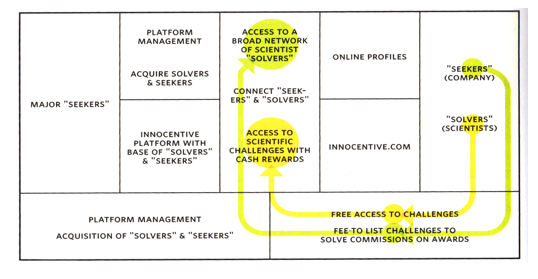 MAJOR "SEEKERS"
PLATFORM
MANAGEMENT
ACQUIRE SOLVERS
& SEEKERS
INNOCENTIVE
PLATFORM WITH
BASE OF "SOLVERS"
& "SEEKERS"
ACCESS TO A
BROAD NETWORK
OF SCIENTIST
"SOLVERS"
CONNECT "SEEK-
ERS" & "SOLVERS"
ACCESS TO
SCIENTIFIC
CHALLENGES WITH
CASH REWARDS
ONLINE PROFILES
INNOCENTIVE.COM
"SEEKERS"
(COMPANY)
"SOLVERS"
(SCIENTISTS)
PLATFORM MANAGEMENT
ACQUISITION OF "SOLVERS" & "SEEKERS"
FREE ACCESS TO CHALLENGES
FEE TO LIST CHALLENGES TO
SOLVE COMMISSIONS ON AWARDS